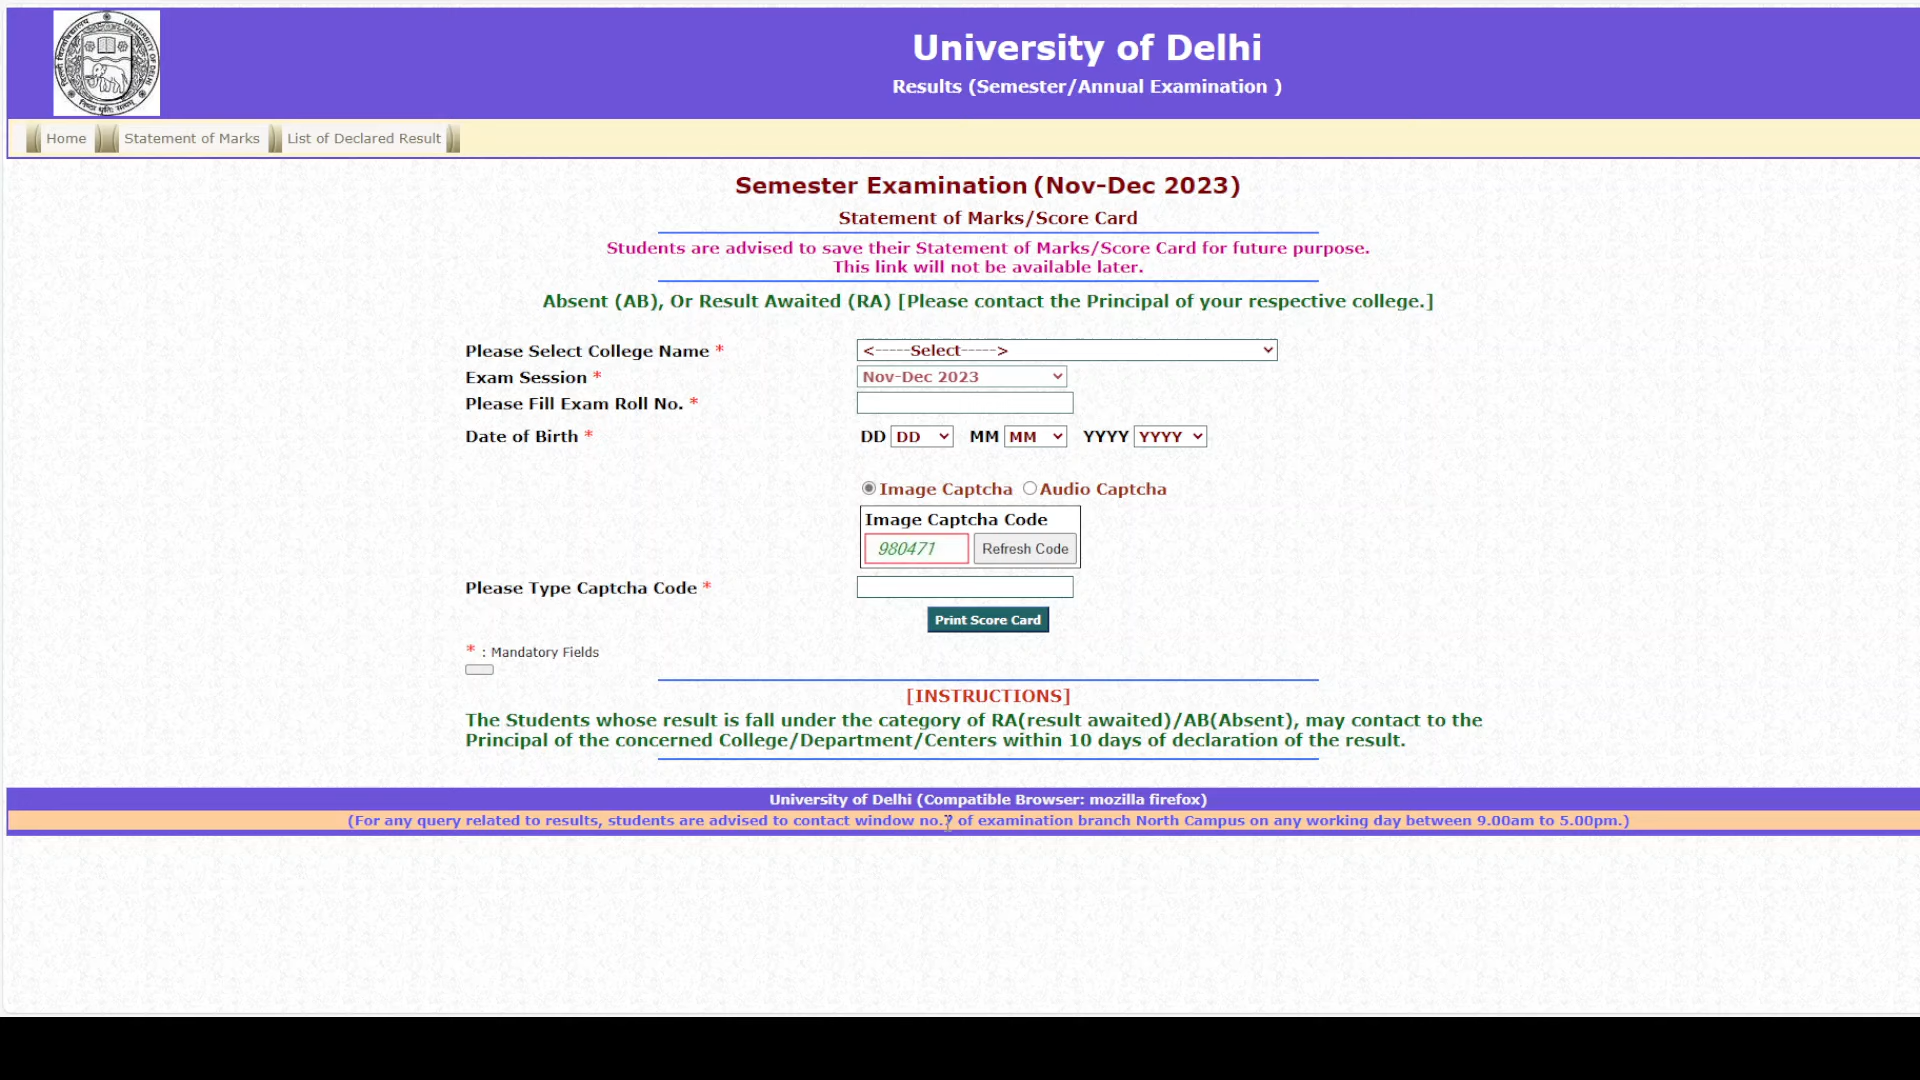 University of Delhi
Results (Semester/Annual Examination )
Home
Statement of Marks
List of Declared Result
Semester Examination (Nov-Dec 2023)
Statement of Marks/Score Card
Students are advised to save their Statement of Marks/Score Card for future purpose.
This link will not be available later.
Absent (AB), Or Result Awaited (RA) [Please contact the Principal of your respective college.]
Please Select College Name * <-----Select----->
Exam Session * Nov-Dec 2023
Please Fill Exam Roll No. *
Date of Birth * DD DD MM MM YYYY YYYY
Image Captcha Audio Captcha
Image Captcha Code
980471 Refresh Code
Please Type Captcha Code *
Print Score Card
* : Mandatory Fields
[INSTRUCTIONS]
The Students whose result is fall under the category of RA(result awaited)/AB(Absent), may contact to the
Principal of the concerned College/Department/Centers within 10 days of declaration of the result.
University of Delhi (Compatible Browser: mozilla firefox)
(For any query related to results, students are advised to contact window no. of examination branch North Campus on any working day between 9.00am to 5.00pm.)